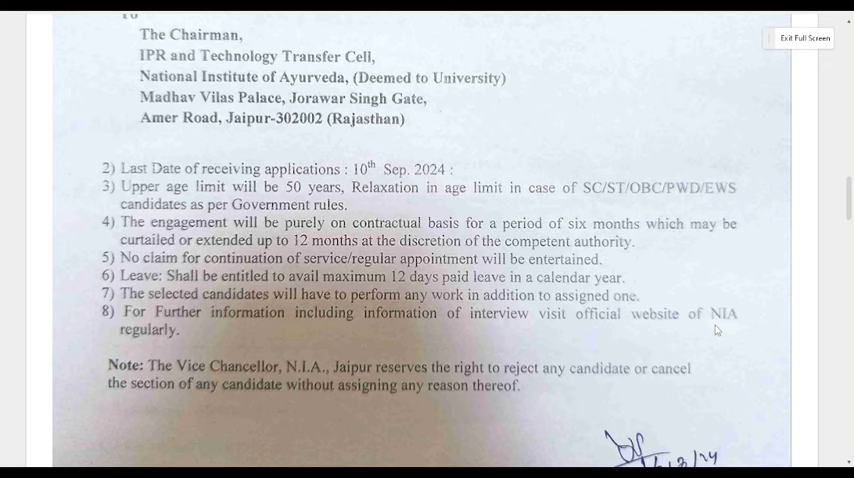 The Chairman,
Exit Full Screen
IPR and Technology Transfer Cell,
National Institute of Ayurveda, (Deemed to University)
Madhav Vilas Palace, Jorawar Singh Gate,
Amer Road, Jaipur-302002 (Rajasthan)
2) Last Date of receiving applications : 10th Sep. 2024 :
3) Upper age limit will be 50 years, Relaxation in age limit in case of SC/ST/OBC/PWD/EWS
candidates as per Government rules.
4) The engagement will be purely on contractual basis for a period of six months which may be
curtailed or extended up to 12 months at the discretion of the competent authority.
5) No claim for continuation of service/regular appointment will be entertained.
6) Leave: Shall be entitled to avail maximum 12 days paid leave in a calendar year.
7) The selected candidates will have to perform any work in addition to assigned one.
8) For Further information including information of interview visit official website of NIA
regularly.
Note: The Vice Chancellor, N.I.A., Jaipur reserves the right to reject any candidate or cancel
the section of any candidate without assigning any reason thereof.